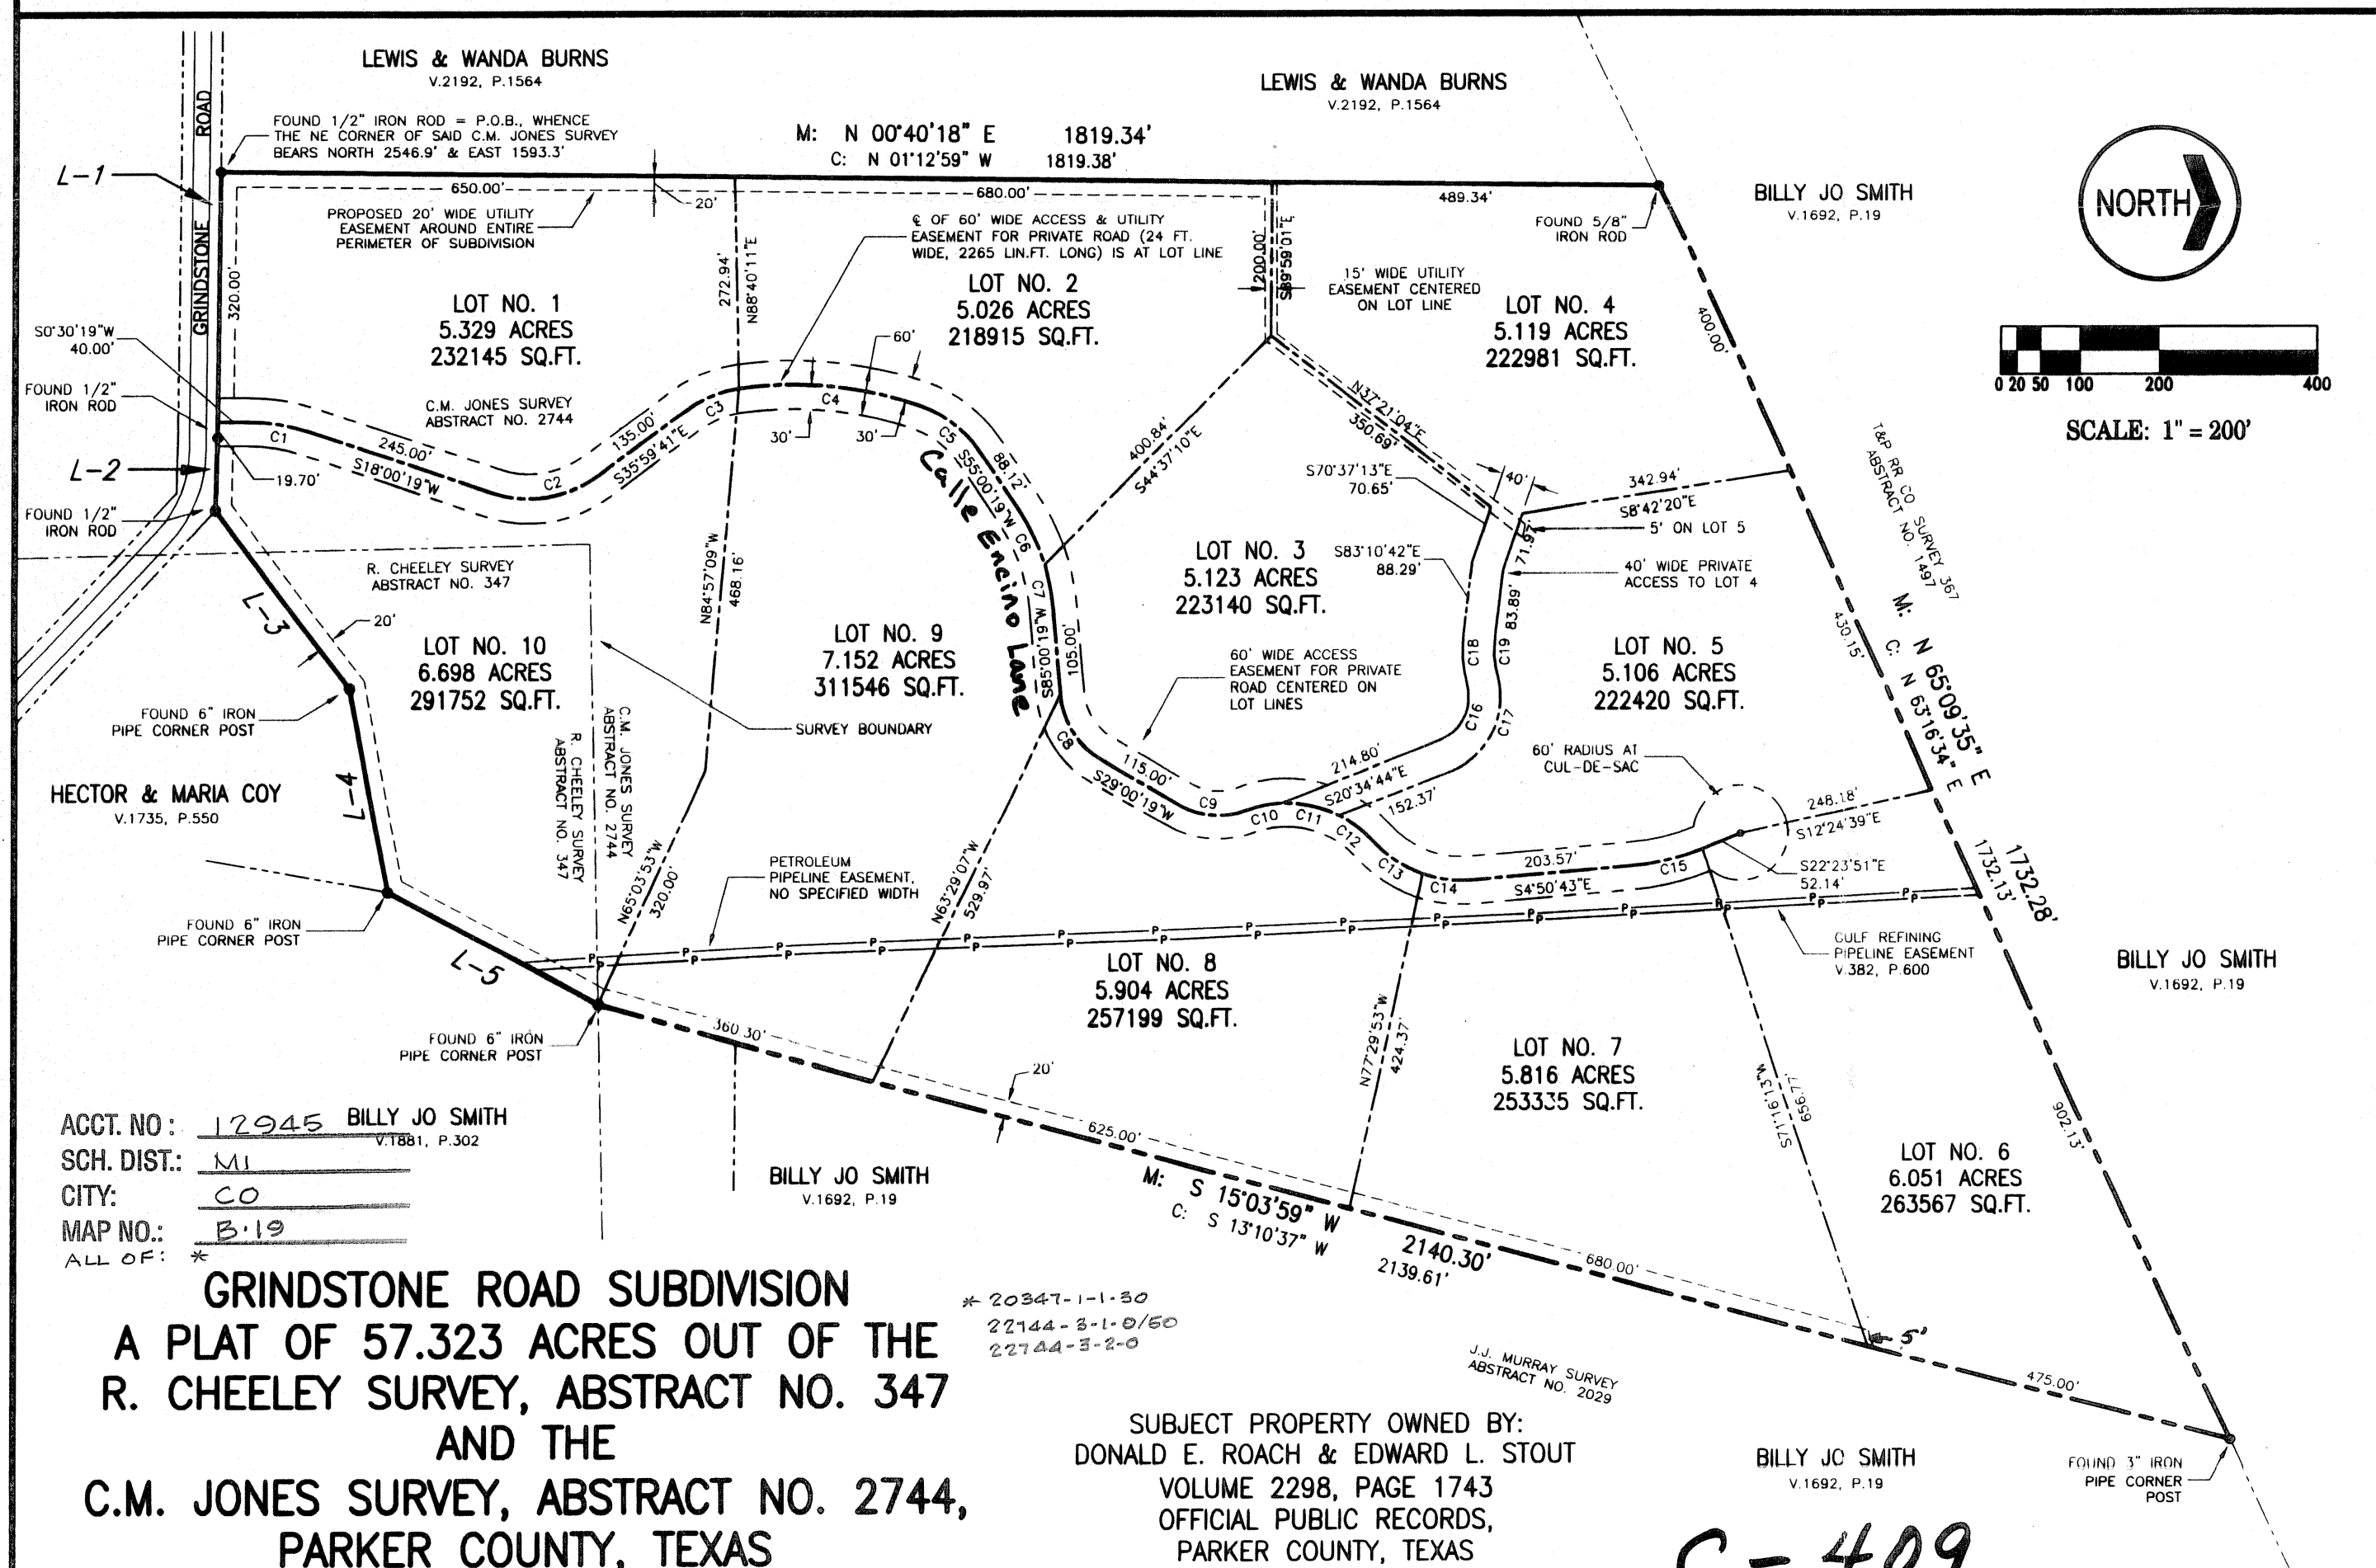 LEWIS & WANDA BURNS
V.2192, P.1564
LEWIS & WANDA BURNS
V.2192, P.1564
GRINDSTONE ROAD
L-1
FOUND 1/2" IRON ROD = P.O.B., WHENCE
THE NE CORNER OF SAID C.M. JONES SURVEY
BEARS NORTH 2546.9' & EAST 1593.3'
M: N 00°40'18" E 1819.34'
C: N 01°12'59" W 1819.38'
650.00'
20'
680.00'
489.34'
PROPOSED 20' WIDE UTILITY
EASEMENT AROUND ENTIRE
PERIMETER OF SUBDIVISION
℄ OF 60' WIDE ACCESS & UTILITY
EASEMENT FOR PRIVATE ROAD (24 FT.
WIDE, 2265 LIN.FT. LONG) IS AT LOT LINE
FOUND 5/8"
IRON ROD
BILLY JO SMITH
V.1692, P.19
NORTH
0 20 50 100 200 400
SCALE: 1" = 200'
320.00'
272.94'
N88°40'11"E
200.00'
S89°59'01"E
15' WIDE UTILITY
EASEMENT CENTERED
ON LOT LINE
LOT NO. 1
5.329 ACRES
232145 SQ.FT.
LOT NO. 2
5.026 ACRES
218915 SQ.FT.
LOT NO. 4
5.119 ACRES
222981 SQ.FT.
400.00'
S0°30'19"W
40.00'
FOUND 1/2"
IRON ROD
L-2
FOUND 1/2"
IRON ROD
C.M. JONES SURVEY
ABSTRACT NO. 2744
C1
245.00'
S18°00'19"W
19.70'
C2
135.00'
S35°59'41"E
C3
C4
60'
30'
30'
C5
88.12'
S55°00'19"W
C6
Calle Encino Lane
C7
S85°00'19"W
105.00'
400.84'
S44°37'10"E
N37°21'04"E
350.69'
S70°37'13"E
70.65'
40'
342.94'
S8°42'20"E
5' ON LOT 5
71.97'
S83°10'42"E
88.29'
83.89'
40' WIDE PRIVATE
ACCESS TO LOT 4
T&P RR CO. SURVEY 367
ABSTRACT NO. 1497
430.15'
M: N 65°09'35" E 1732.28'
C: N 63°16'34" E 1732.13'
R. CHEELEY SURVEY
ABSTRACT NO. 347
L-3
20'
LOT NO. 10
6.698 ACRES
291752 SQ.FT.
N84°57'09"W
468.16'
LOT NO. 9
7.152 ACRES
311546 SQ.FT.
LOT NO. 3
5.123 ACRES
223140 SQ.FT.
LOT NO. 5
5.106 ACRES
222420 SQ.FT.
60' WIDE ACCESS
EASEMENT FOR PRIVATE
ROAD CENTERED ON
LOT LINES
C18
C19
C16
C17
FOUND 6" IRON
PIPE CORNER POST
SURVEY BOUNDARY
C.M. JONES SURVEY
ABSTRACT NO. 2744
R. CHEELEY SURVEY
ABSTRACT NO. 347
60' RADIUS AT
CUL-DE-SAC
HECTOR & MARIA COY
V.1735, P.550
L-4
C8
115.00'
S29°00'19"W
C9
C10
C11
C12
C13
C14
C15
214.80'
S20°34'44"E
152.37'
203.57'
S4°50'43"E
248.18'
S12°24'39"E
S22°23'51"E
52.14'
N65°03'53"W
320.00'
PETROLEUM
PIPELINE EASEMENT,
NO SPECIFIED WIDTH
N63°29'07"W
529.97'
GULF REFINING
PIPELINE EASEMENT
V.382, P.600
P P P P P P P P P P P P P P P
P P P P P P P P P P P P P P
BILLY JO SMITH
V.1692, P.19
FOUND 6" IRON
PIPE CORNER POST
L-5
FOUND 6" IRON
PIPE CORNER POST
LOT NO. 8
5.904 ACRES
257199 SQ.FT.
LOT NO. 7
5.816 ACRES
253335 SQ.FT.
N77°29'53"W
424.37'
S71°16'13"W
656.77'
902.13'
LOT NO. 6
6.051 ACRES
263567 SQ.FT.
360.30'
20'
625.00'
M: S 15°03'59" W 2140.30'
C: S 13°10'37" W 2139.61'
680.00'
5'
475.00'
ACCT. NO: 12945
SCH. DIST.: MI
CITY: CO
MAP NO.: B.19
ALL OF: *
BILLY JO SMITH
V.1881, P.302
BILLY JO SMITH
V.1692, P.19
* 20347-1-1-30
22744-3-1-0/50
22744-3-2-0
GRINDSTONE ROAD SUBDIVISION
A PLAT OF 57.323 ACRES OUT OF THE
R. CHEELEY SURVEY, ABSTRACT NO. 347
AND THE
C.M. JONES SURVEY, ABSTRACT NO. 2744,
PARKER COUNTY, TEXAS
J.J. MURRAY SURVEY
ABSTRACT NO. 2029
SUBJECT PROPERTY OWNED BY:
DONALD E. ROACH & EDWARD L. STOUT
VOLUME 2298, PAGE 1743
OFFICIAL PUBLIC RECORDS,
PARKER COUNTY, TEXAS
BILLY JO SMITH
V.1692, P.19
FOUND 3" IRON
PIPE CORNER
POST
C-409